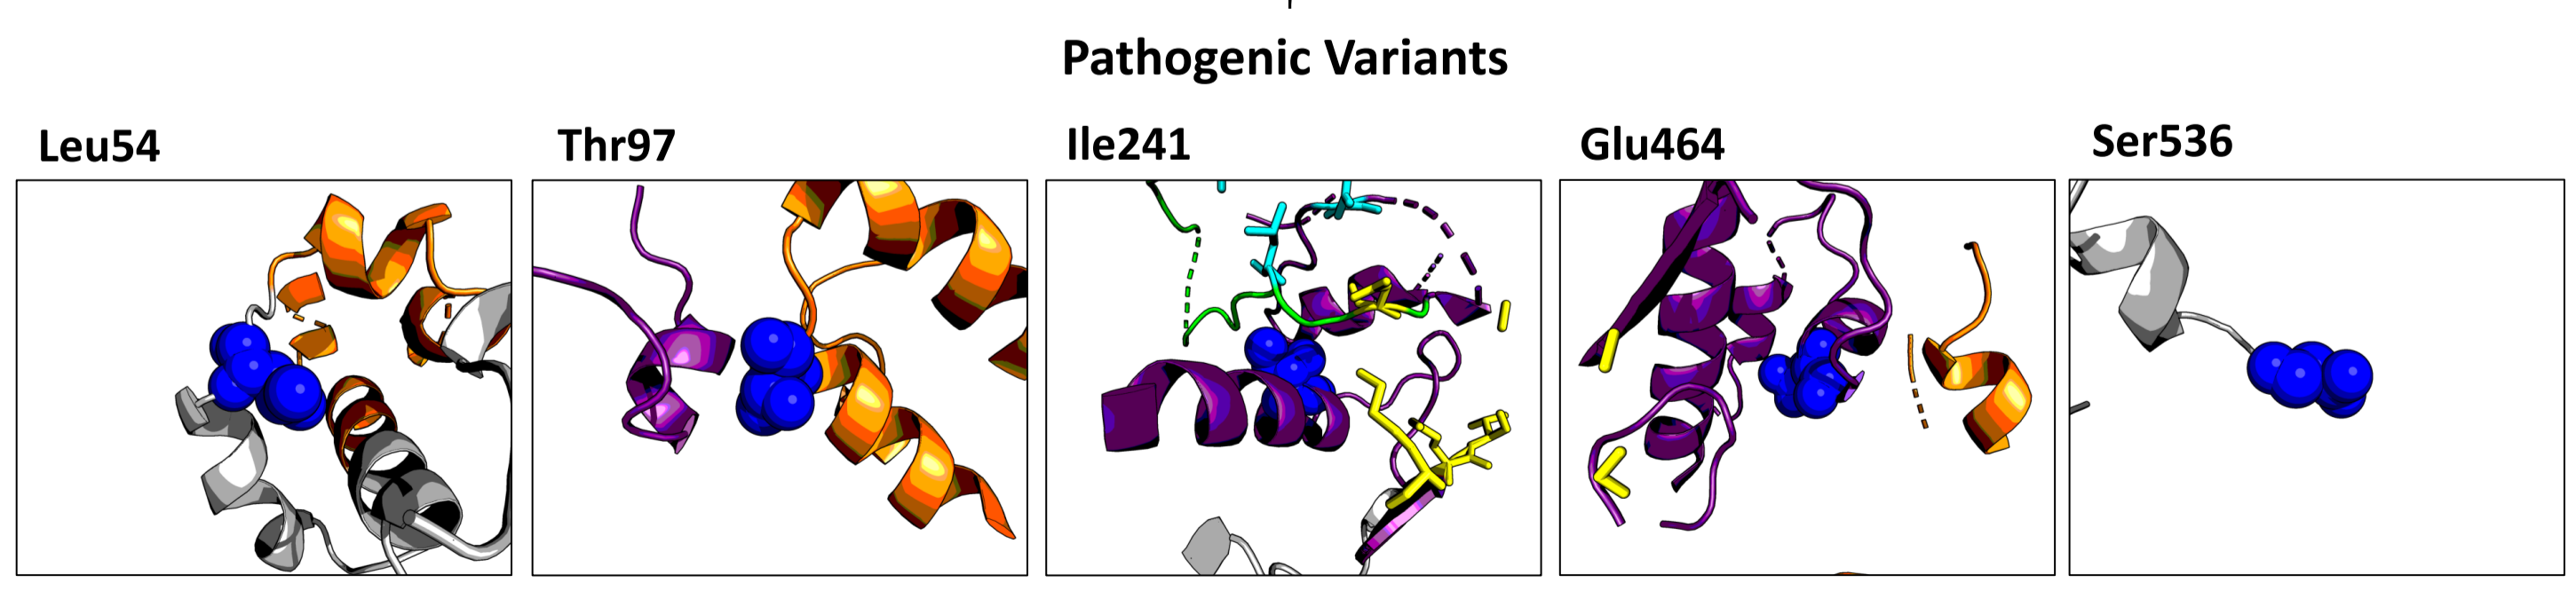 Pathogenic Variants
Leu54
Thr97
Ile241
Glu464
Ser536